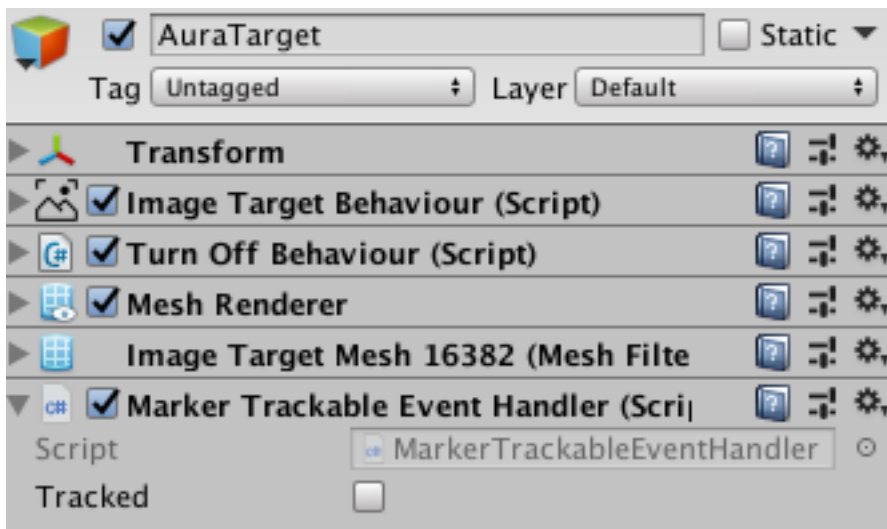 AuraTarget Static
Tag Untagged Layer Default
Transform
Image Target Behaviour (Script)
C# Turn Off Behaviour (Script)
Mesh Renderer
Image Target Mesh 16382 (Mesh Filte
C# Marker Trackable Event Handler (Scrip
Script C# MarkerTrackableEventHandler
Tracked